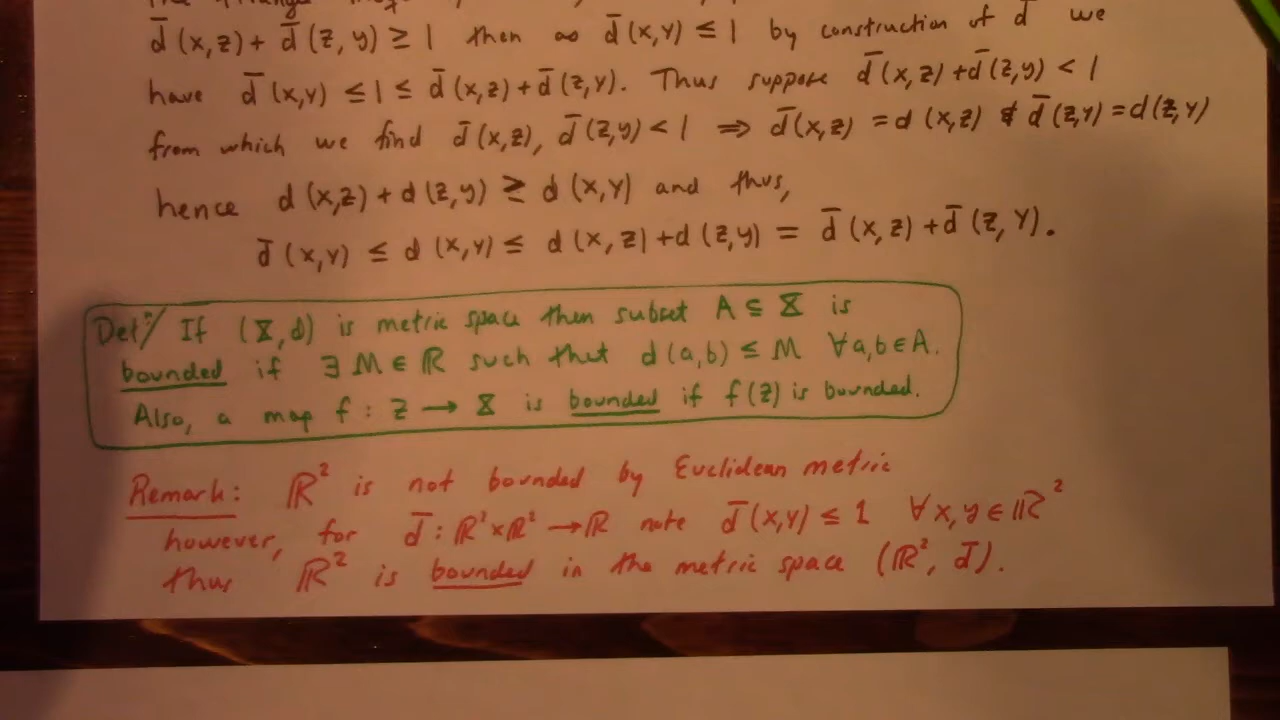 d̄(x,z) + d̄(z,y) ≥ 1 then as d̄(x,y) ≤ 1 by construction of d̄ we
have d̄(x,y) ≤ 1 ≤ d̄(x,z) + d̄(z,y). Thus suppose d̄(x,z) + d̄(z,y) < 1
from which we find d̄(x,z), d̄(z,y) < 1 ⇒ d̄(x,z) = d(x,z) & d̄(z,y) = d(z,y)
hence d(x,z) + d(z,y) ≥ d(x,y) and thus,
d̄(x,y) ≤ d(x,y) ≤ d(x,z) + d(z,y) = d̄(x,z) + d̄(z,y).
Defⁿ/ If (X,d) is metric space then subset A ⊆ X is
bounded if ∃ M ∈ ℝ such that d(a,b) ≤ M ∀a,b ∈ A.
Also, a map f : Z → X is bounded if f(Z) is bounded.
Remark: ℝ² is not bounded by Euclidean metric
however, for d̄ : ℝ²×ℝ² → ℝ note d̄(x,y) ≤ 1 ∀x,y ∈ ℝ²
thus ℝ² is bounded in the metric space (ℝ², d̄).